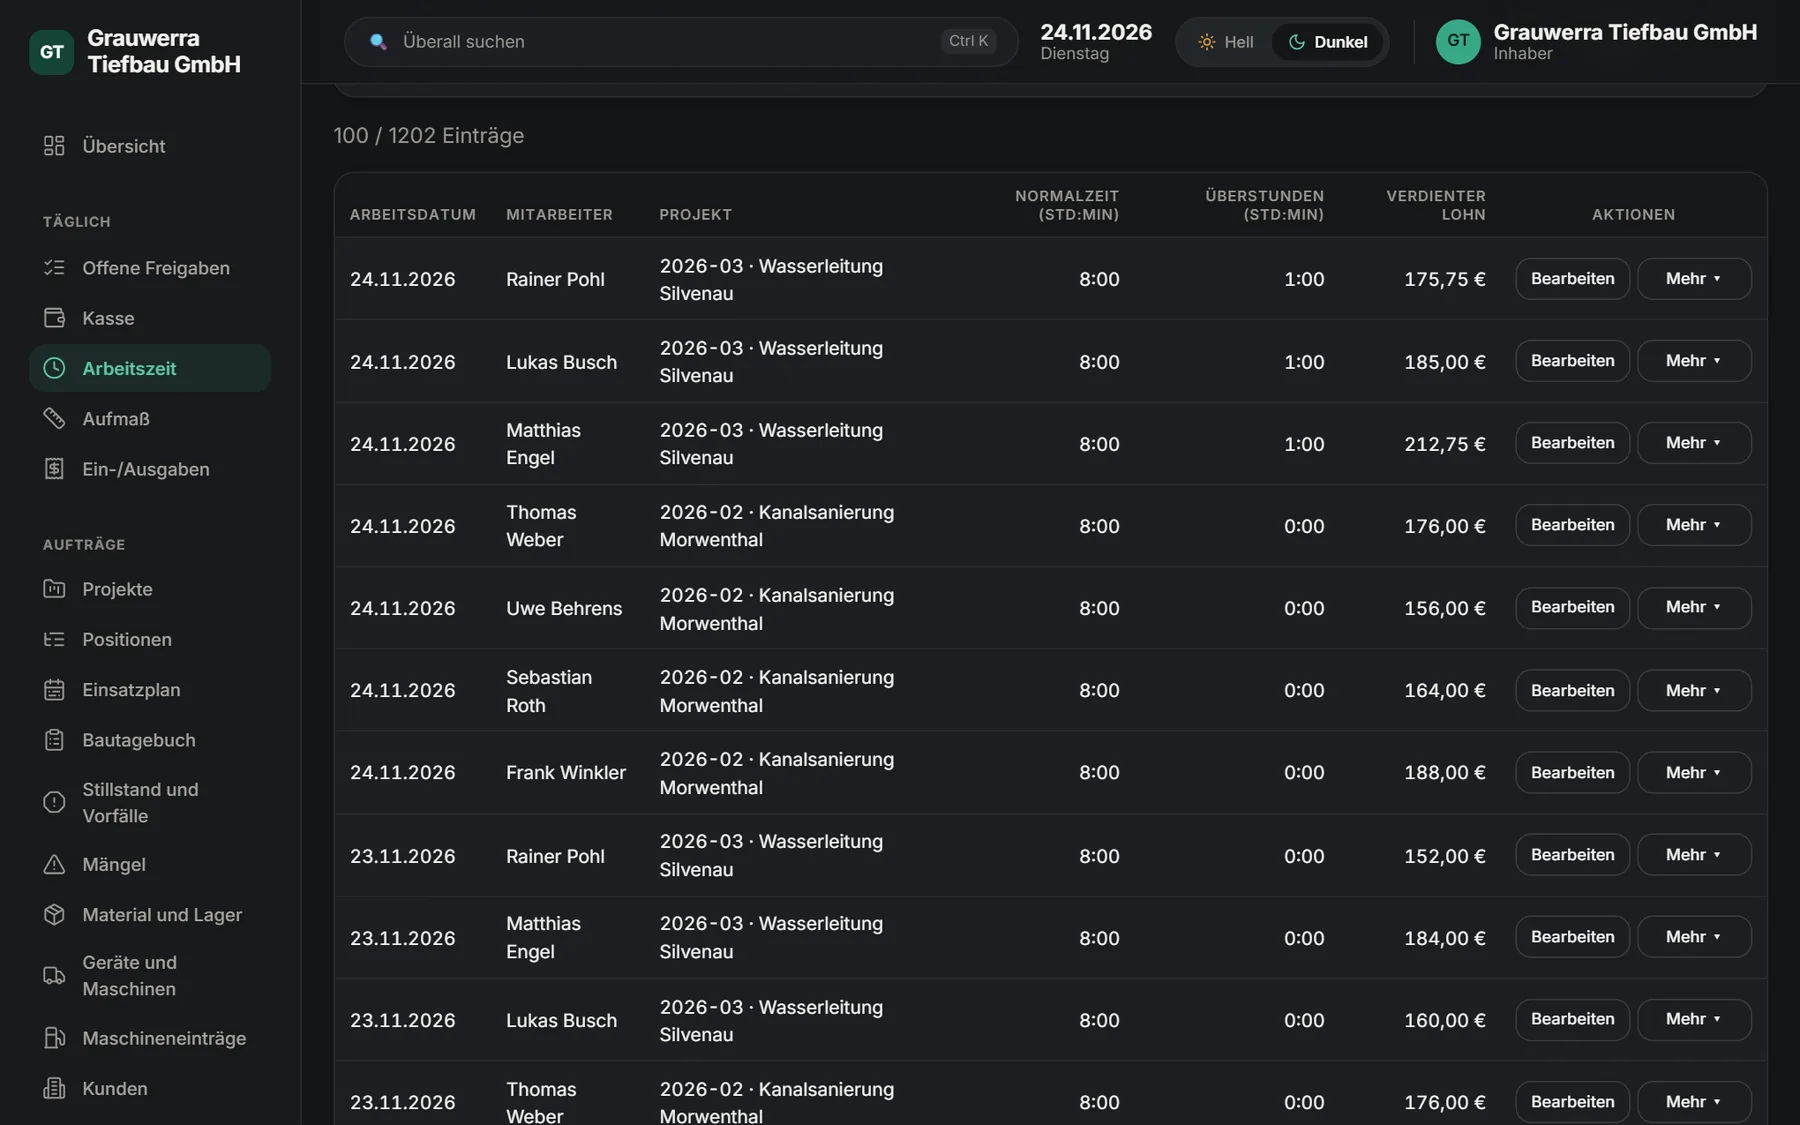 GT
Grauwerra
Tiefbau GmbH
Übersicht
TÄGLICH
Offene Freigaben
Kasse
Arbeitszeit
Aufmaß
Ein-/Ausgaben
AUFTRÄGE
Projekte
Positionen
Einsatzplan
Bautagebuch
Stillstand und
Vorfälle
Mängel
Material und Lager
Geräte und
Maschinen
Maschineneinträge
Kunden
Überall suchen Ctrl K
24.11.2026
Dienstag
Hell Dunkel
GT
Grauwerra Tiefbau GmbH
Inhaber
100 / 1202 Einträge
ARBEITSDATUM MITARBEITER PROJEKT NORMALZEIT (STD:MIN) ÜBERSTUNDEN (STD:MIN) VERDIENTER LOHN AKTIONEN
24.11.2026 Rainer Pohl 2026-03 · Wasserleitung Silvenau 8:00 1:00 175,75 € Bearbeiten Mehr ▾
24.11.2026 Lukas Busch 2026-03 · Wasserleitung Silvenau 8:00 1:00 185,00 € Bearbeiten Mehr ▾
24.11.2026 Matthias Engel 2026-03 · Wasserleitung Silvenau 8:00 1:00 212,75 € Bearbeiten Mehr ▾
24.11.2026 Thomas Weber 2026-02 · Kanalsanierung Morwenthal 8:00 0:00 176,00 € Bearbeiten Mehr ▾
24.11.2026 Uwe Behrens 2026-02 · Kanalsanierung Morwenthal 8:00 0:00 156,00 € Bearbeiten Mehr ▾
24.11.2026 Sebastian Roth 2026-02 · Kanalsanierung Morwenthal 8:00 0:00 164,00 € Bearbeiten Mehr ▾
24.11.2026 Frank Winkler 2026-02 · Kanalsanierung Morwenthal 8:00 0:00 188,00 € Bearbeiten Mehr ▾
23.11.2026 Rainer Pohl 2026-03 · Wasserleitung Silvenau 8:00 0:00 152,00 € Bearbeiten Mehr ▾
23.11.2026 Matthias Engel 2026-03 · Wasserleitung Silvenau 8:00 0:00 184,00 € Bearbeiten Mehr ▾
23.11.2026 Lukas Busch 2026-03 · Wasserleitung Silvenau 8:00 0:00 160,00 € Bearbeiten Mehr ▾
23.11.2026 Thomas Weber 2026-02 · Kanalsanierung Morwenthal 8:00 0:00 176,00 € Bearbeiten Mehr ▾